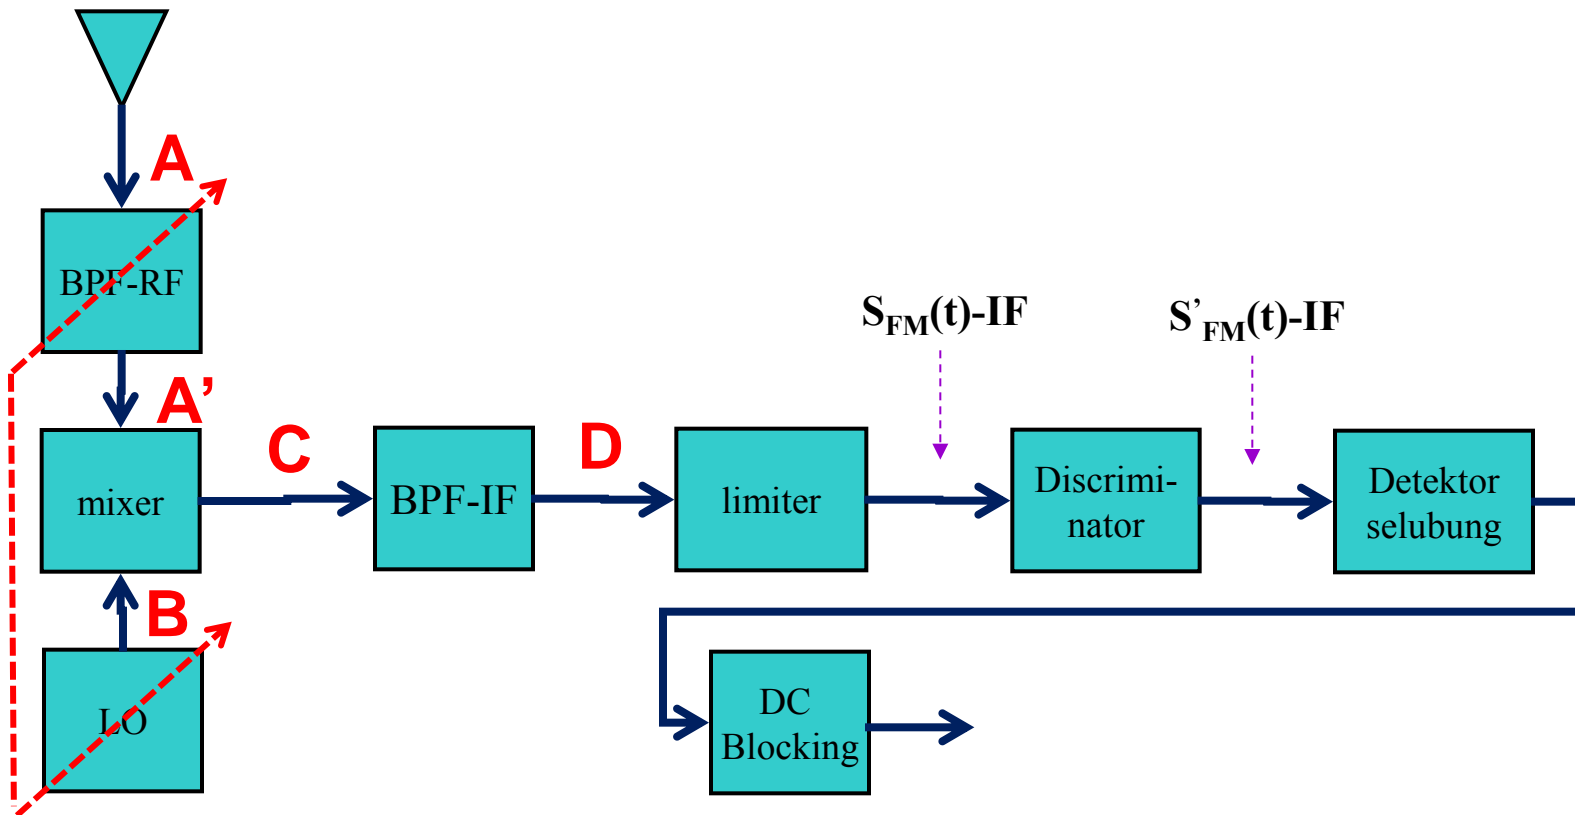 A
BPF-RF
A’
mixer
B
LO
C
BPF-IF
D
limiter
SFM(t)-IF
Discrimi-
nator
S’FM(t)-IF
Detektor
selubung
DC
Blocking